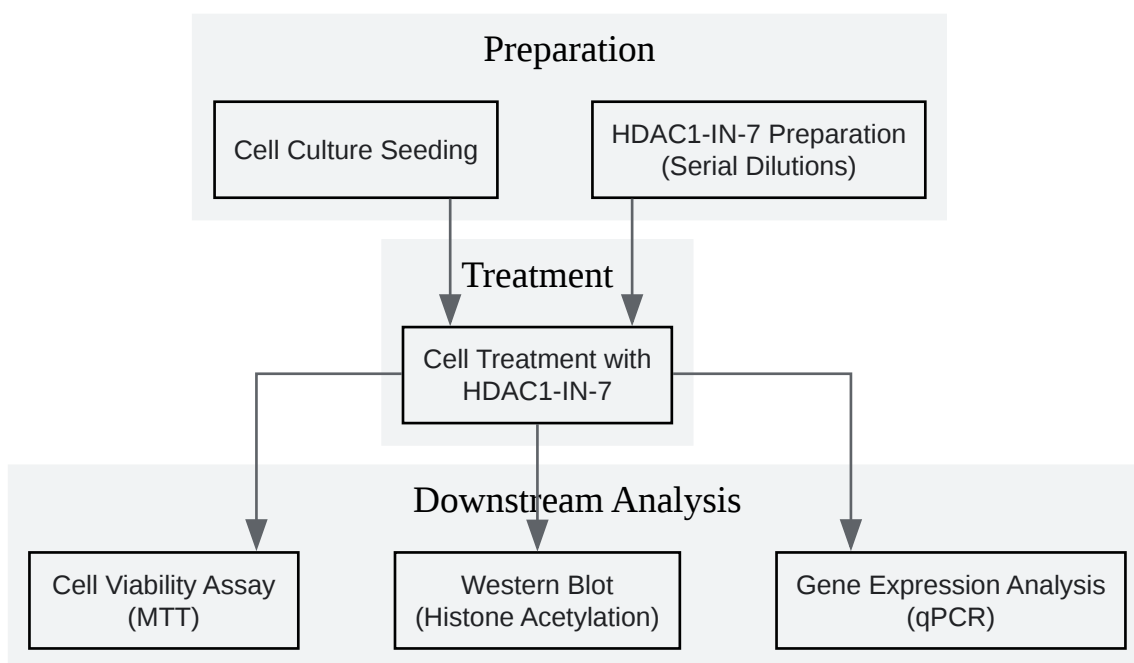 Preparation
Cell Culture Seeding
HDAC1-IN-7 Preparation
(Serial Dilutions)
Treatment
Cell Treatment with
HDAC1-IN-7
Downstream Analysis
Cell Viability Assay
(MTT)
Western Blot
(Histone Acetylation)
Gene Expression Analysis
(qPCR)